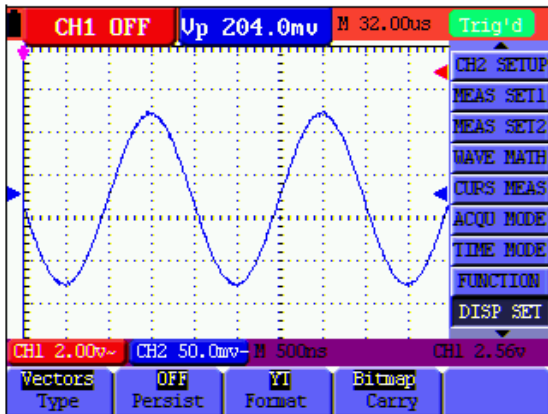 CH1 OFF Vp 204.0mv M 32.00us Trig'd
CH2 SETUP
MEAS SET1
MEAS SET2
WAVE MATH
CURS MEAS
ACQU MODE
TIME MODE
FUNCTION
DISP SET
CH1 2.00v~ CH2 50.0mv- M 500ns CH1 2.56v
Vectors OFF YT Bitmap
Type Persist Format Carry